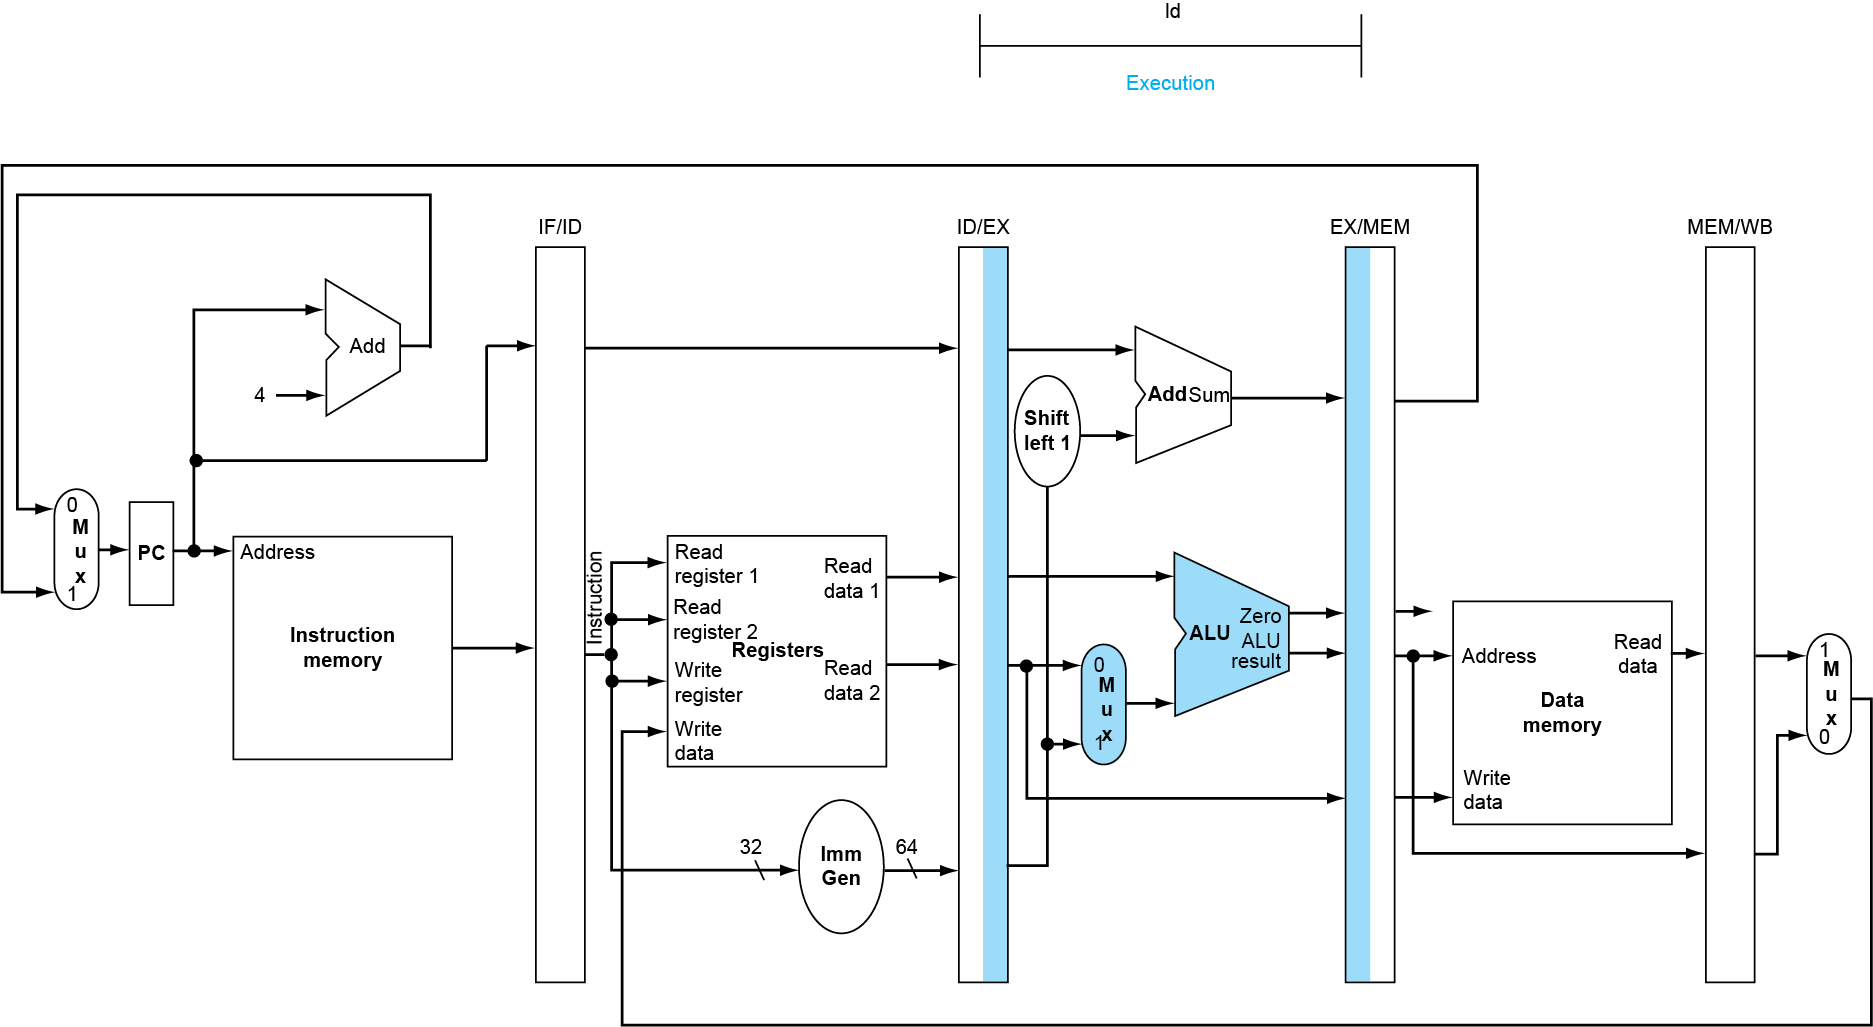 ld
Execution
IF/ID
ID/EX
EX/MEM
MEM/WB
Add
4
Add Sum
Shift
left 1
0
M
u
x
1
PC
Address
Instruction
memory
Instruction
Read
register 1
Read
register 2
Write
register
Write
data
Registers
Read
data 1
Read
data 2
32
Imm
Gen
64
0
M
u
x
1
ALU
Zero
ALU
result
Address
Read
data
Data
memory
Write
data
1
M
u
x
0